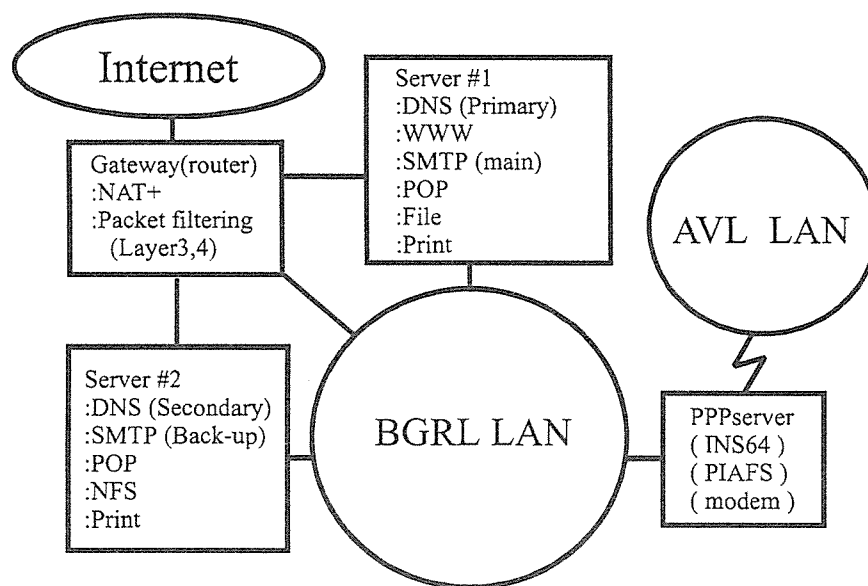 Internet
Gateway(router)
:NAT+
:Packet filtering
(Layer3,4)
Server #1
:DNS (Primary)
:WWW
:SMTP (main)
:POP
:File
:Print
AVL LAN
Server #2
:DNS (Secondary)
:SMTP (Back-up)
:POP
:NFS
:Print
BGRL LAN
PPPserver
( INS64 )
( PIAFS )
( modem )